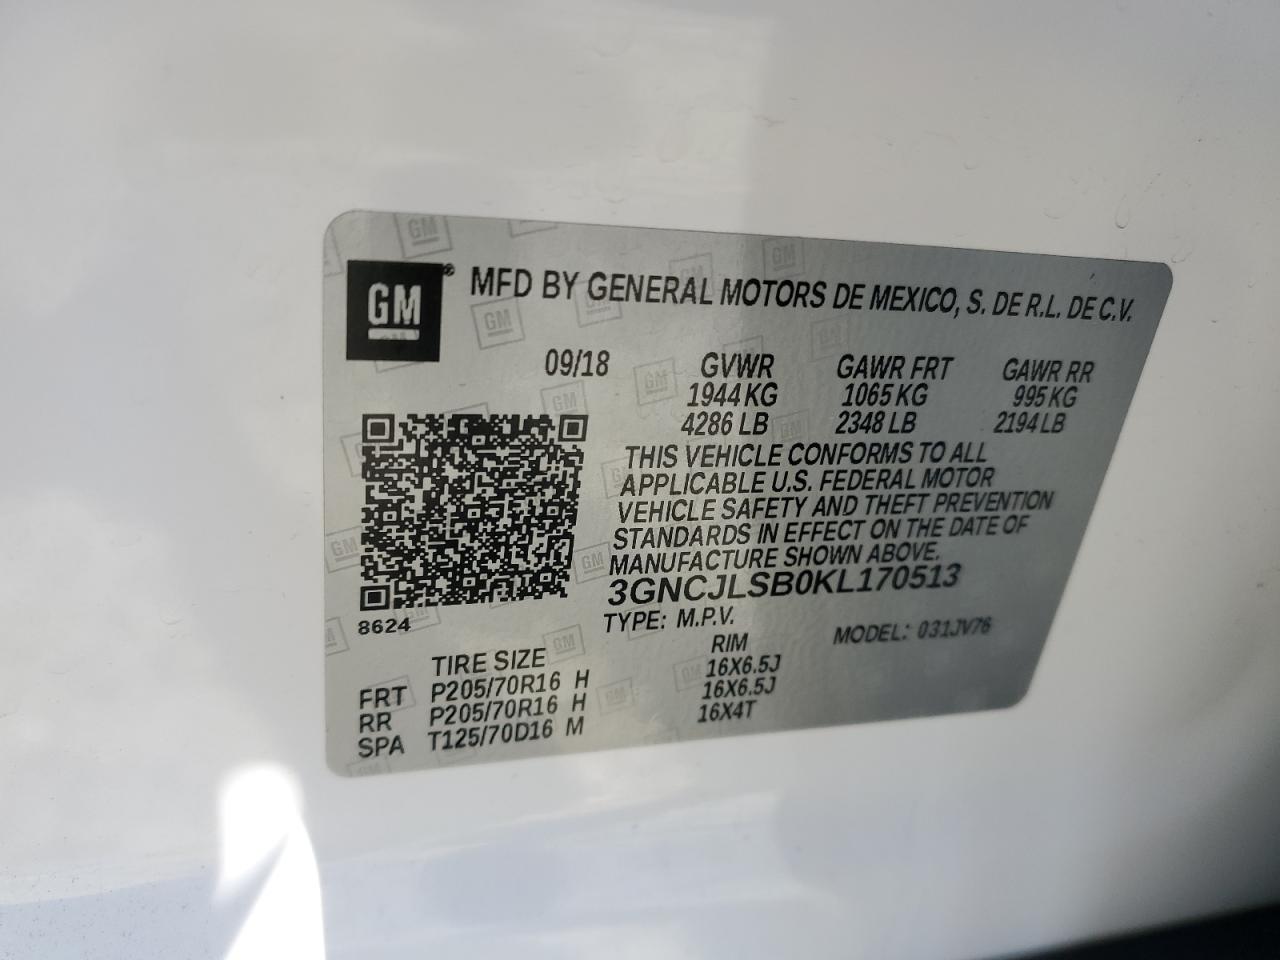 GM® MFD BY GENERAL MOTORS DE MEXICO, S. DE R.L. DE C.V.
09/18 GVWR GAWR FRT GAWR RR
1944 KG 1065 KG 995 KG
4286 LB 2348 LB 2194 LB
THIS VEHICLE CONFORMS TO ALL
APPLICABLE U.S. FEDERAL MOTOR
VEHICLE SAFETY AND THEFT PREVENTION
STANDARDS IN EFFECT ON THE DATE OF
MANUFACTURE SHOWN ABOVE.
3GNCJLSB0KL170513
8624 TYPE: M.P.V. MODEL: 031JV76
TIRE SIZE RIM
FRT P205/70R16 H 16X6.5J
RR P205/70R16 H 16X6.5J
SPA T125/70D16 M 16X4T